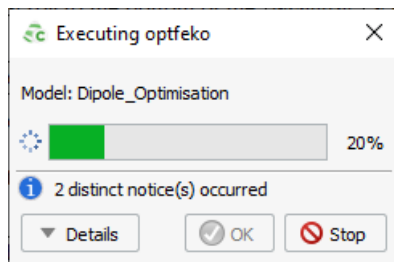 Executing optfeko
Model: Dipole_Optimisation
20%
2 distinct notice(s) occurred
Details OK Stop